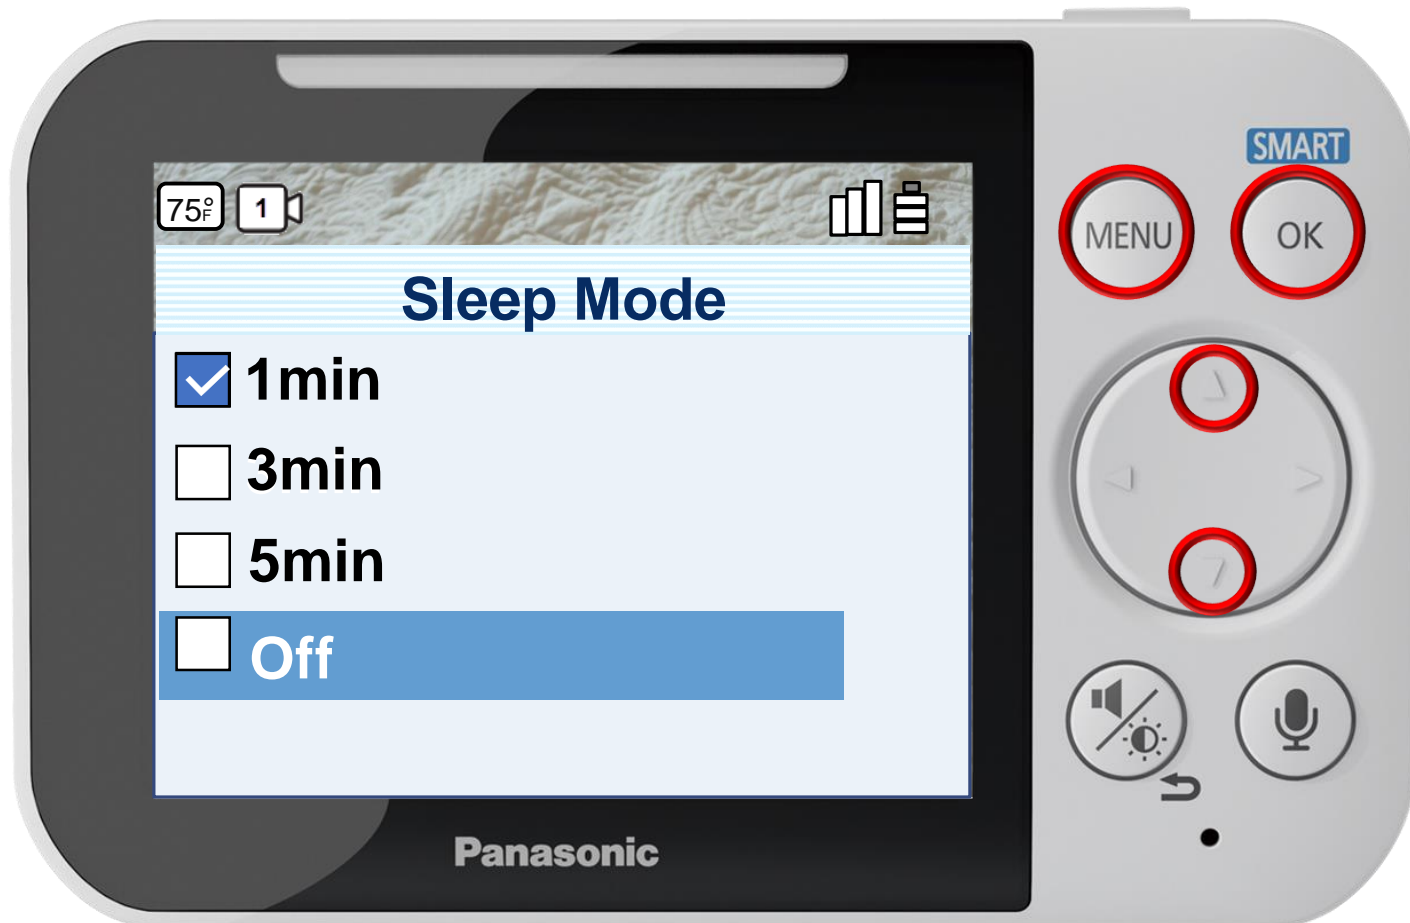 75°F
1
Sleep Mode
1min
3min
5min
Off
Panasonic
SMART
MENU
OK